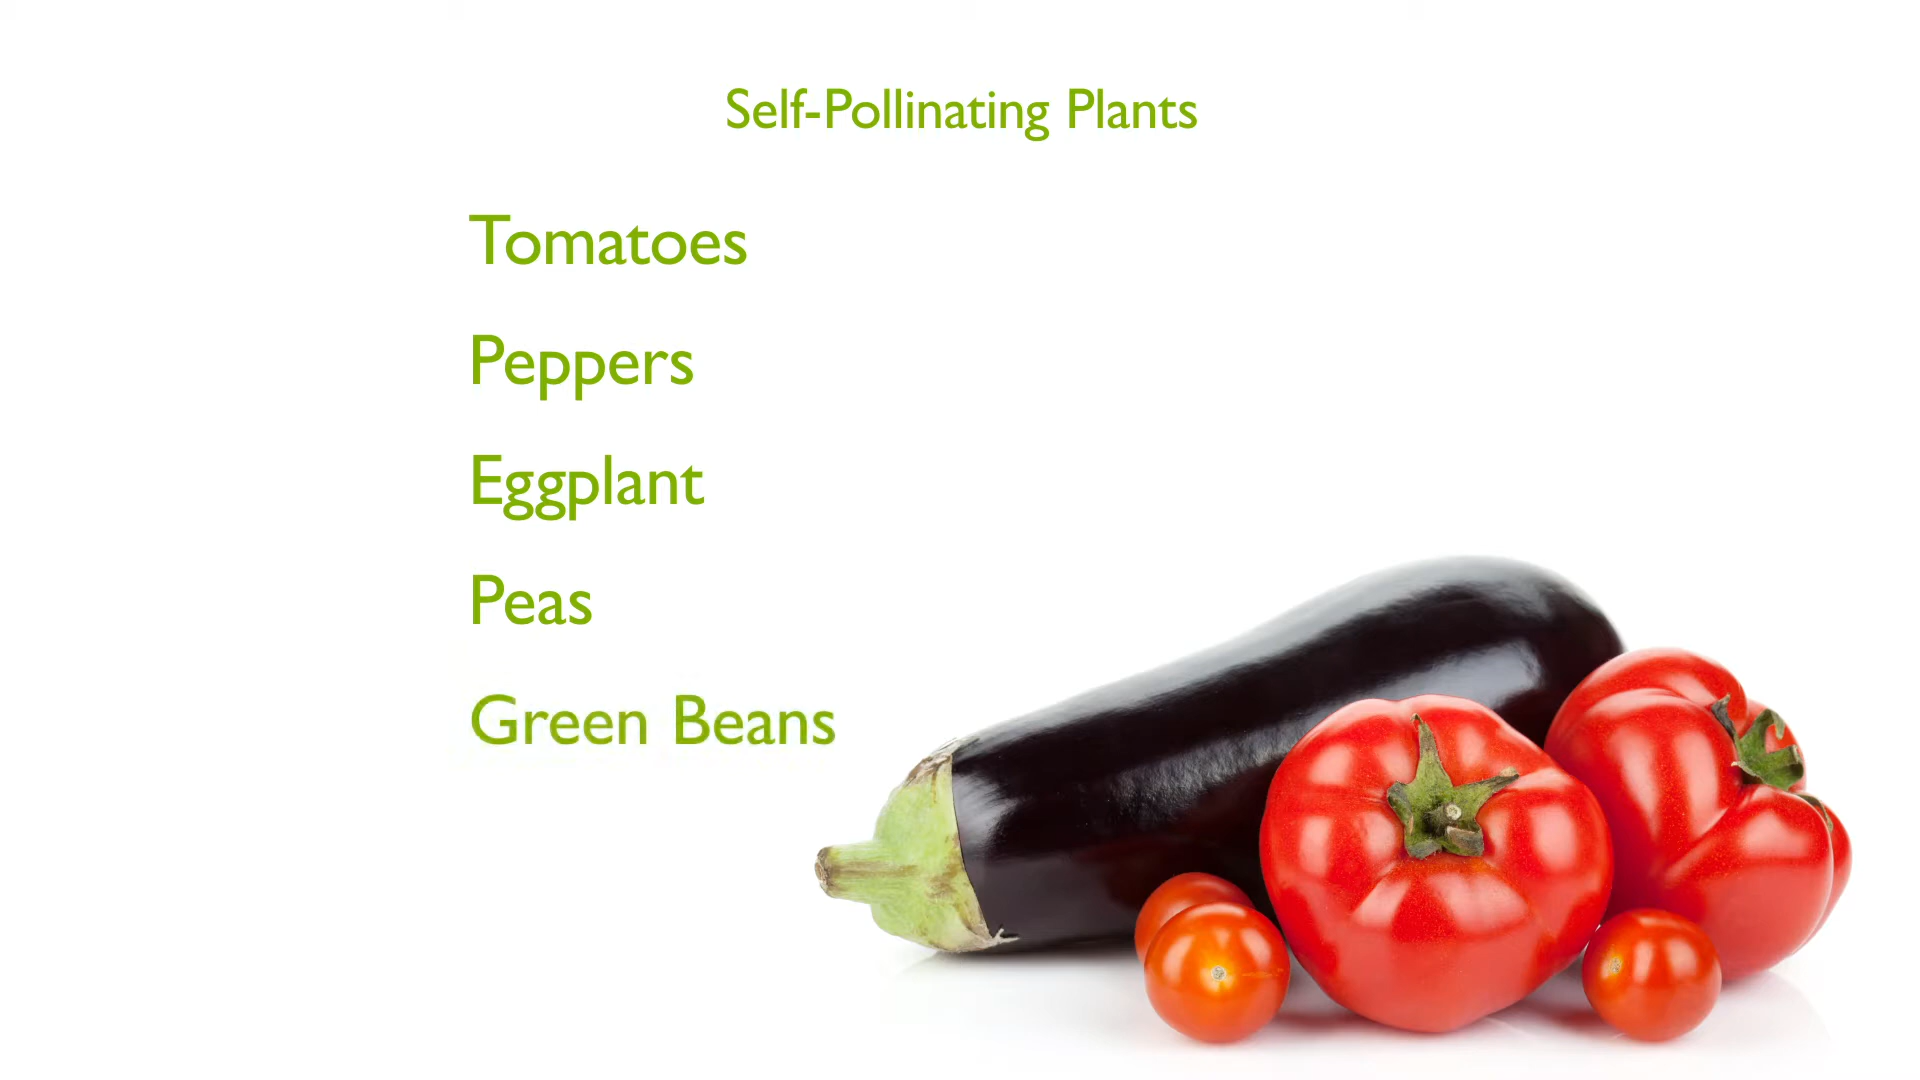 Self-Pollinating Plants
Tomatoes
Peppers
Eggplant
Peas
Green Beans